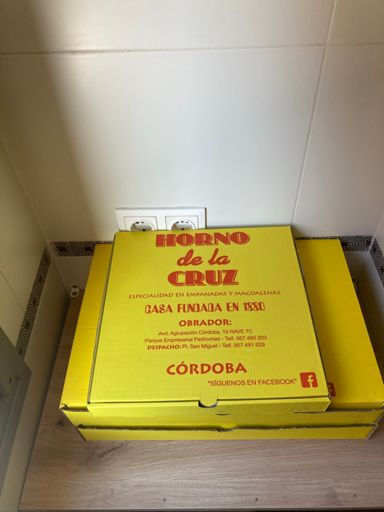 HORNO
de la
CRUZ
ESPECIALIDAD EN EMPANADAS Y MAGDALENAS
CASA FUNDADA EN 1880
OBRADOR:
Avd. Agrupación Córdoba, 19 NAVE 7C
Parque Empresarial Pedroches - Telf. 957 480 203
DESPACHO: Pl. San Miguel - Telf. 957 491 629
CÓRDOBA
"SÍGUENOS EN FACEBOOK" f